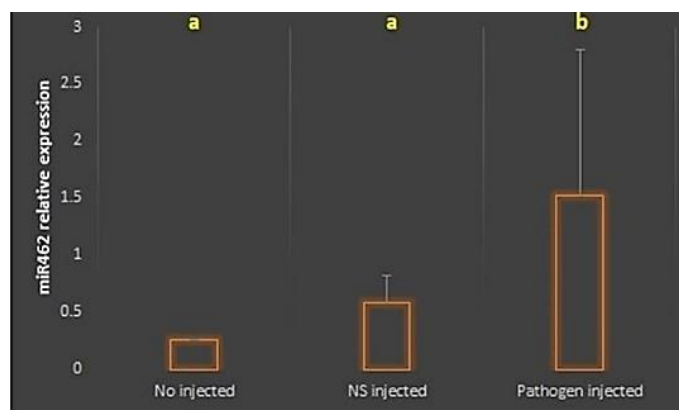 a a b
3
2.5
2
1.5
1
0.5
0
miR462 relative expression
No injected NS injected Pathogen injected